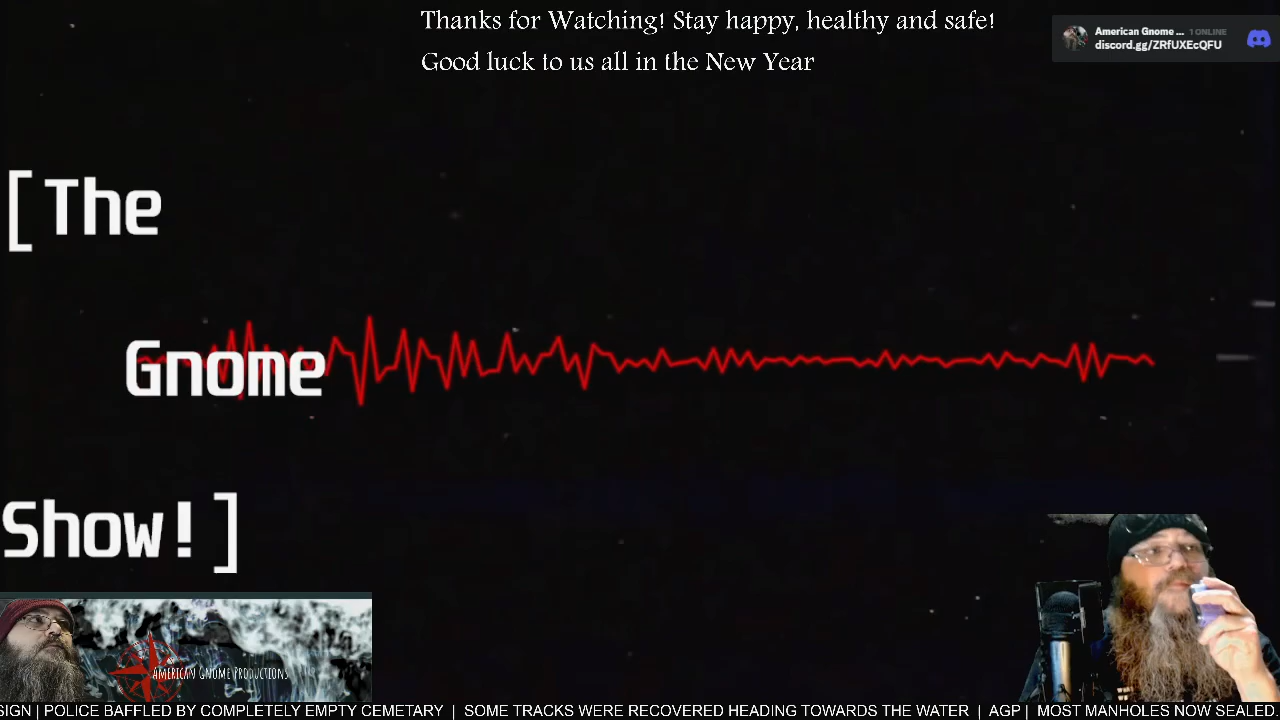 Thanks for Watching! Stay happy, healthy and safe!
Good luck to us all in the New Year
American Gnome ... 1 ONLINE
discord.gg/ZRfUXEcQFU
[The
Gnome
Show!]
AMERICAN GNOME PRODUCTIONS
SIGN | POLICE BAFFLED BY COMPLETELY EMPTY GEMETARY | SOME TRACKS WERE RECOVERED HEADING TOWARDS THE WATER | AGP | MOST MANHOLES NOW SEALED